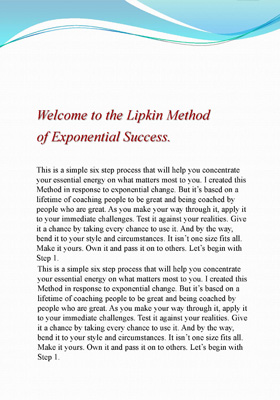 Welcome to the Lipkin Method
of Exponential Success.
This is a simple six step process that will help you concentrate
your essential energy on what matters most to you. I created this
Method in response to exponential change. But it's based on a
lifetime of coaching people to be great and being coached by
people who are great. As you make your way through it, apply it
to your immediate challenges. Test it against your realities. Give
it a chance by taking every chance to use it. And by the way,
bend it to your style and circumstances. It isn`t one size fits all.
Make it yours. Own it and pass it on to others. Let's begin with
Step 1.
This is a simple six step process that will help you concentrate
your essential energy on what matters most to you. I created this
Method in response to exponential change. But it's based on a
lifetime of coaching people to be great and being coached by
people who are great. As you make your way through it, apply it
to your immediate challenges. Test it against your realities. Give
it a chance by taking every chance to use it. And by the way,
bend it to your style and circumstances. It isn`t one size fits all.
Make it yours. Own it and pass it on to others. Let's begin with
Step 1.